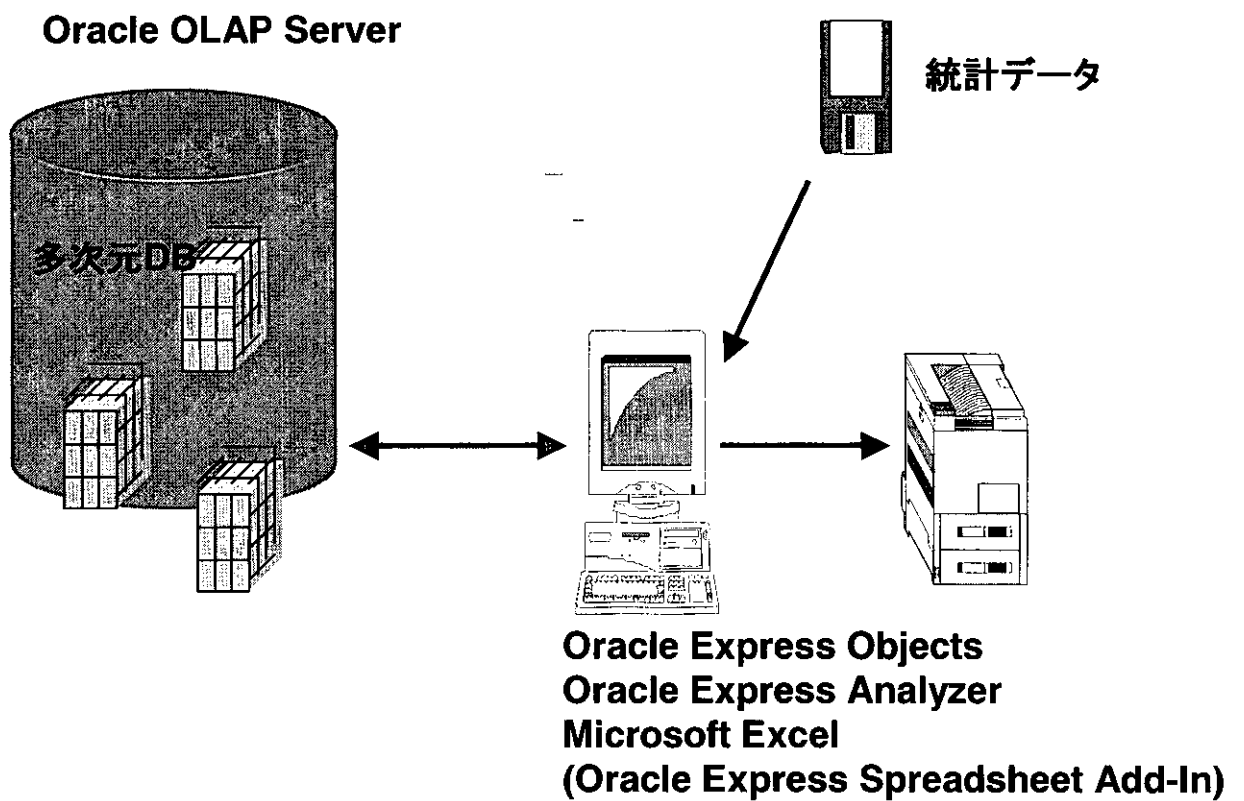 Oracle OLAP Server
統計データ
多次元DB
Oracle Express Objects
Oracle Express Analyzer
Microsoft Excel
(Oracle Express Spreadsheet Add-In)